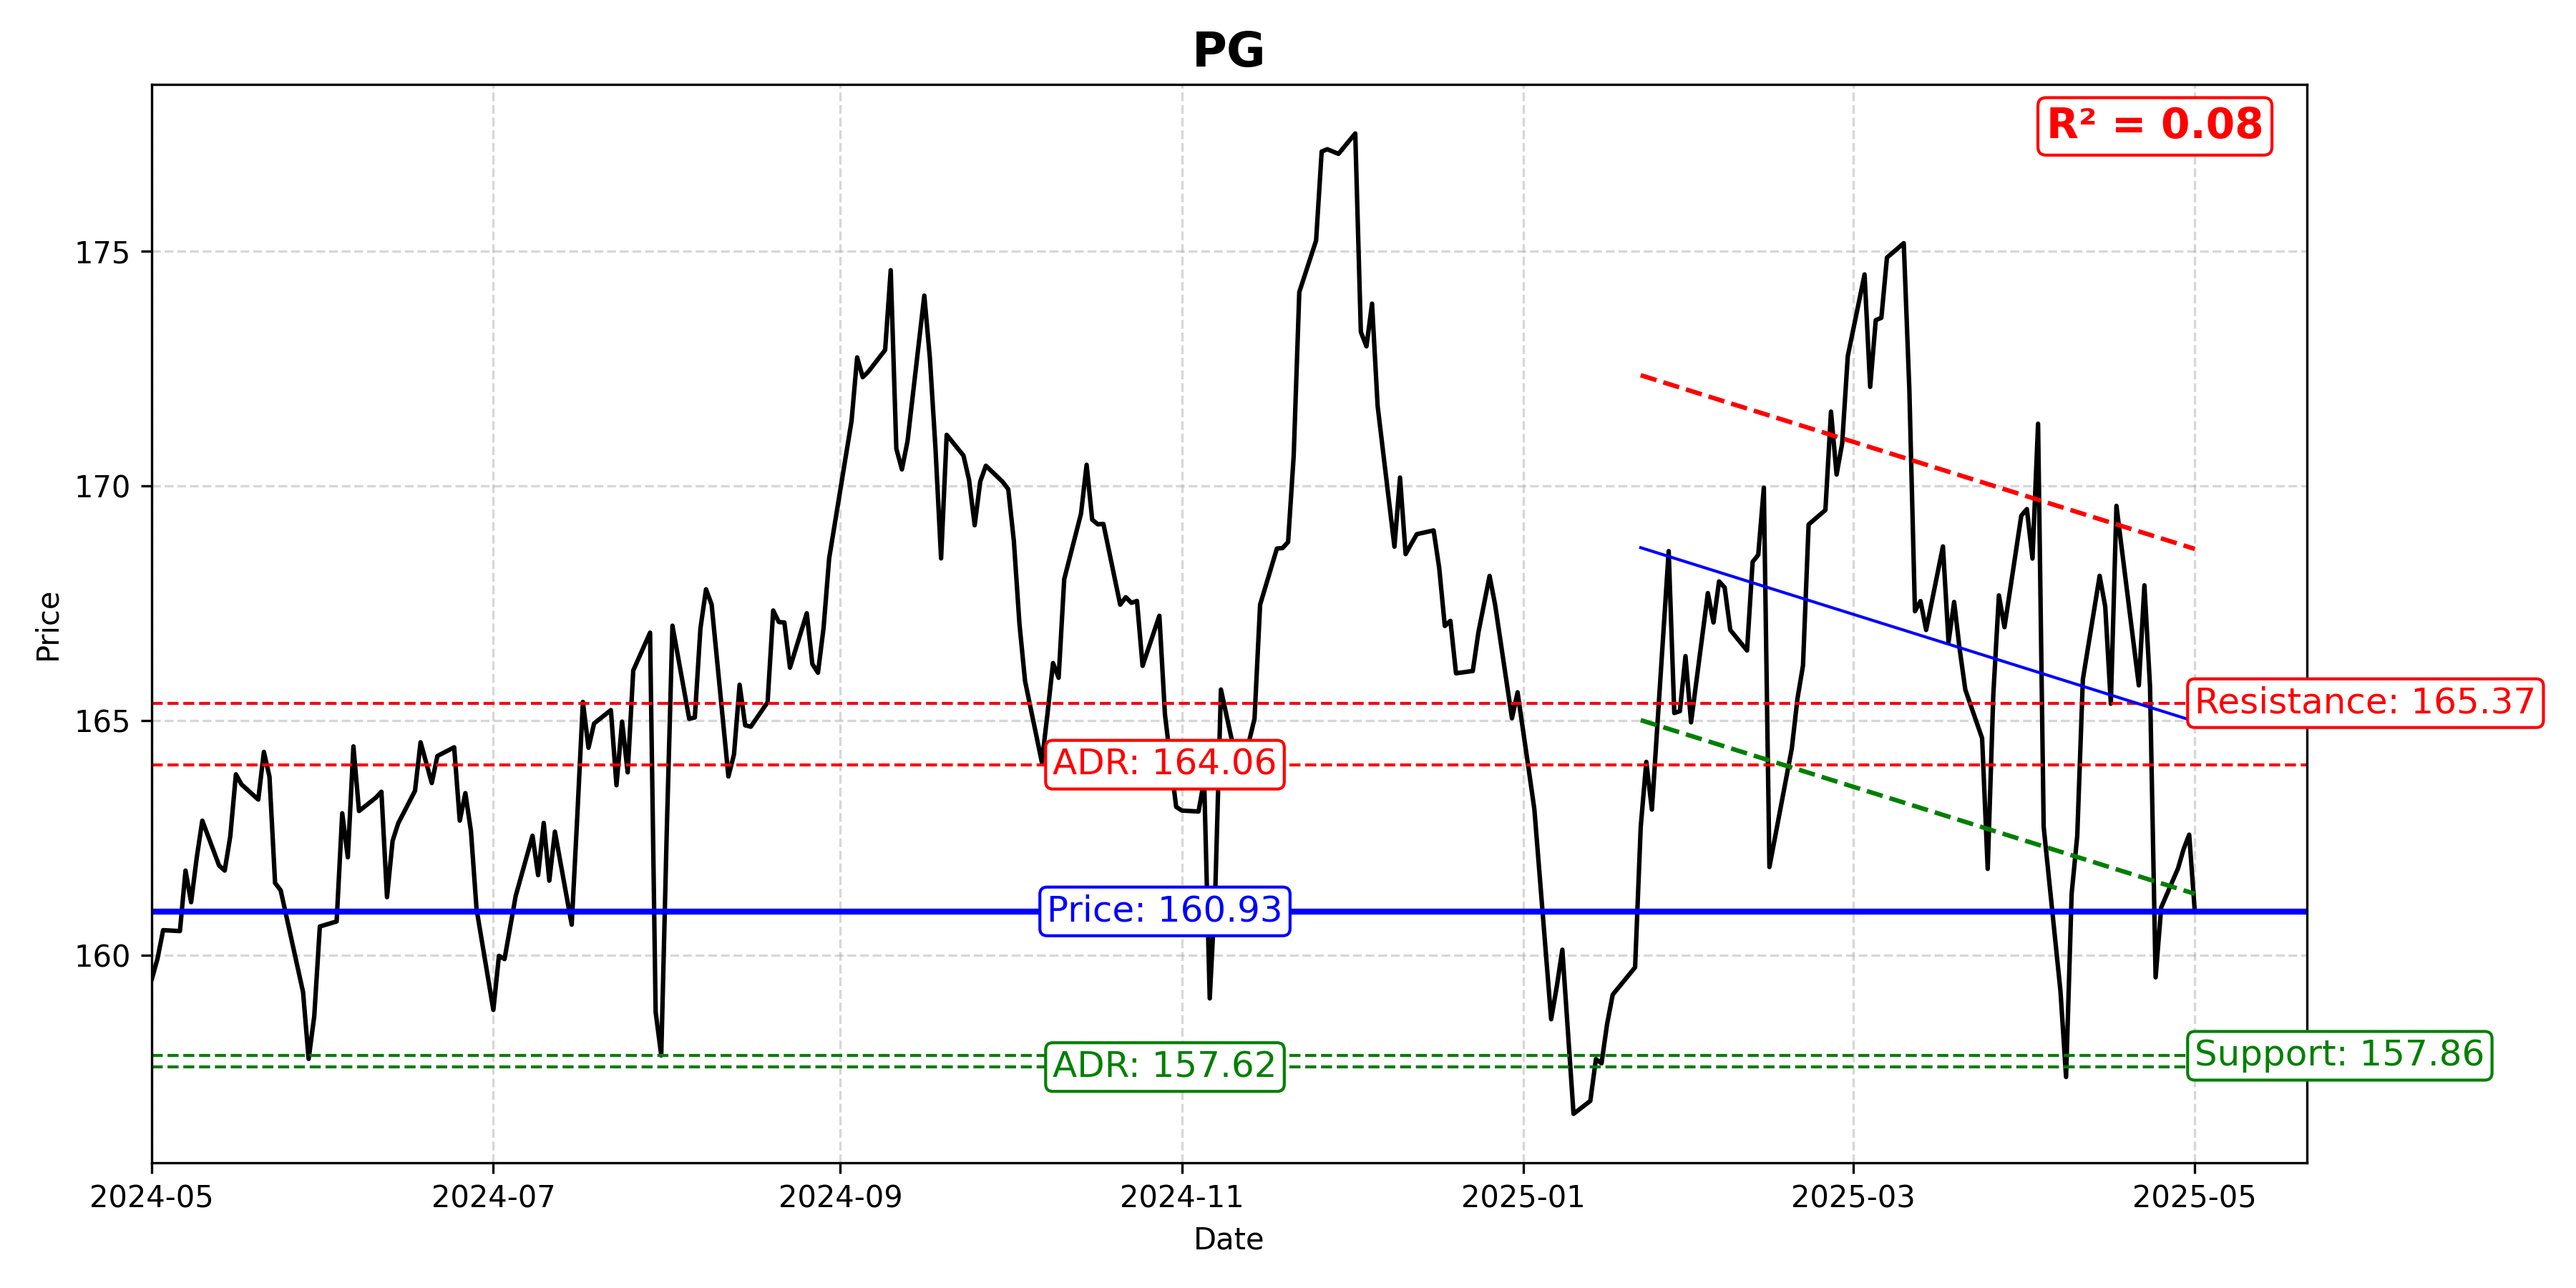 PG
R² = 0.08
175
170
Price
165
160
Resistance: 165.37
ADR: 164.06
Price: 160.93
ADR: 157.62
Support: 157.86
2024-05
2024-07
2024-09
2024-11
2025-01
2025-03
2025-05
Date